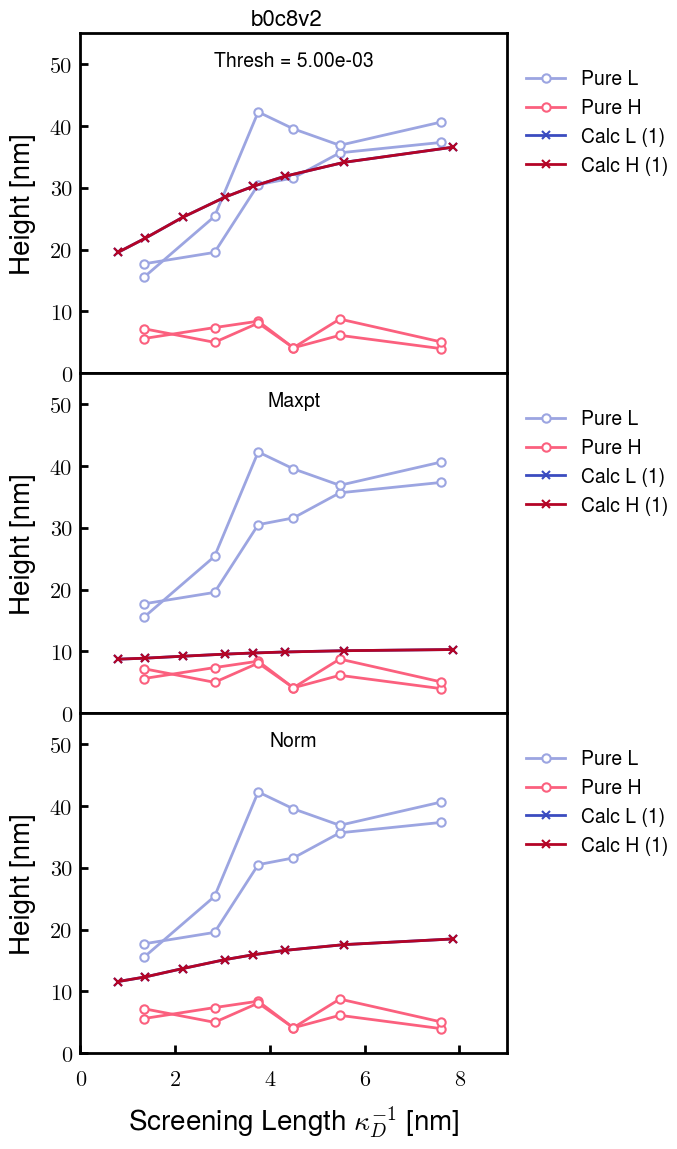 b0c8v2
Thresh = 5.00e-03
50
40
30
20
10
0
Height [nm]
Pure L
Pure H
Calc L (1)
Calc H (1)
Maxpt
50
40
30
20
10
0
Height [nm]
Pure L
Pure H
Calc L (1)
Calc H (1)
Norm
50
40
30
20
10
0
Height [nm]
Pure L
Pure H
Calc L (1)
Calc H (1)
0 2 4 6 8
Screening Length κ_D^{-1} [nm]